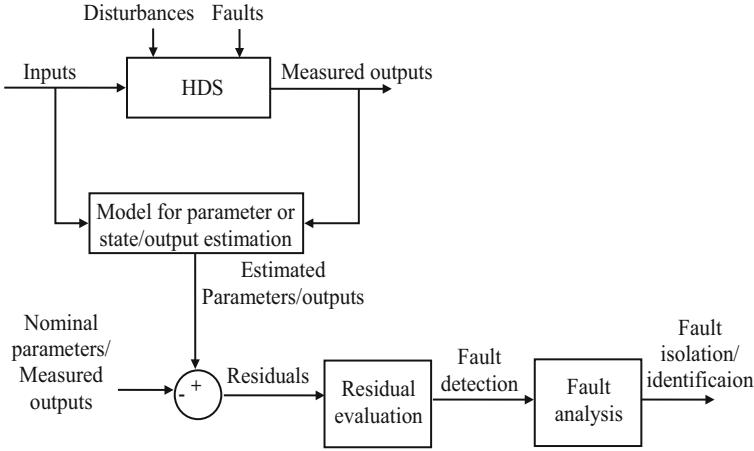 Disturbances
Faults
Inputs
HDS
Measured outputs
Model for parameter or
state/output estimation
Estimated
Parameters/outputs
Nominal
parameters/
Measured
outputs
-
+
Residuals
Residual
evaluation
Fault
detection
Fault
analysis
Fault
isolation/
identificaion